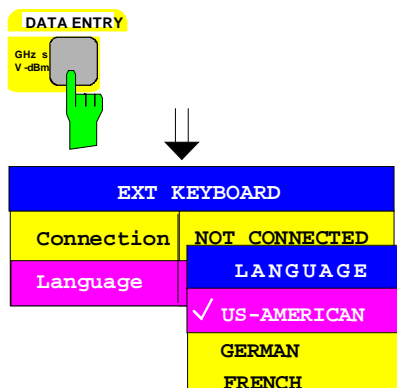 DATA ENTRY
GHz s
V -dBm
EXT KEYBOARD
Connection NOT CONNECTED
Language
LANGUAGE
US-AMERICAN
GERMAN
FRENCH